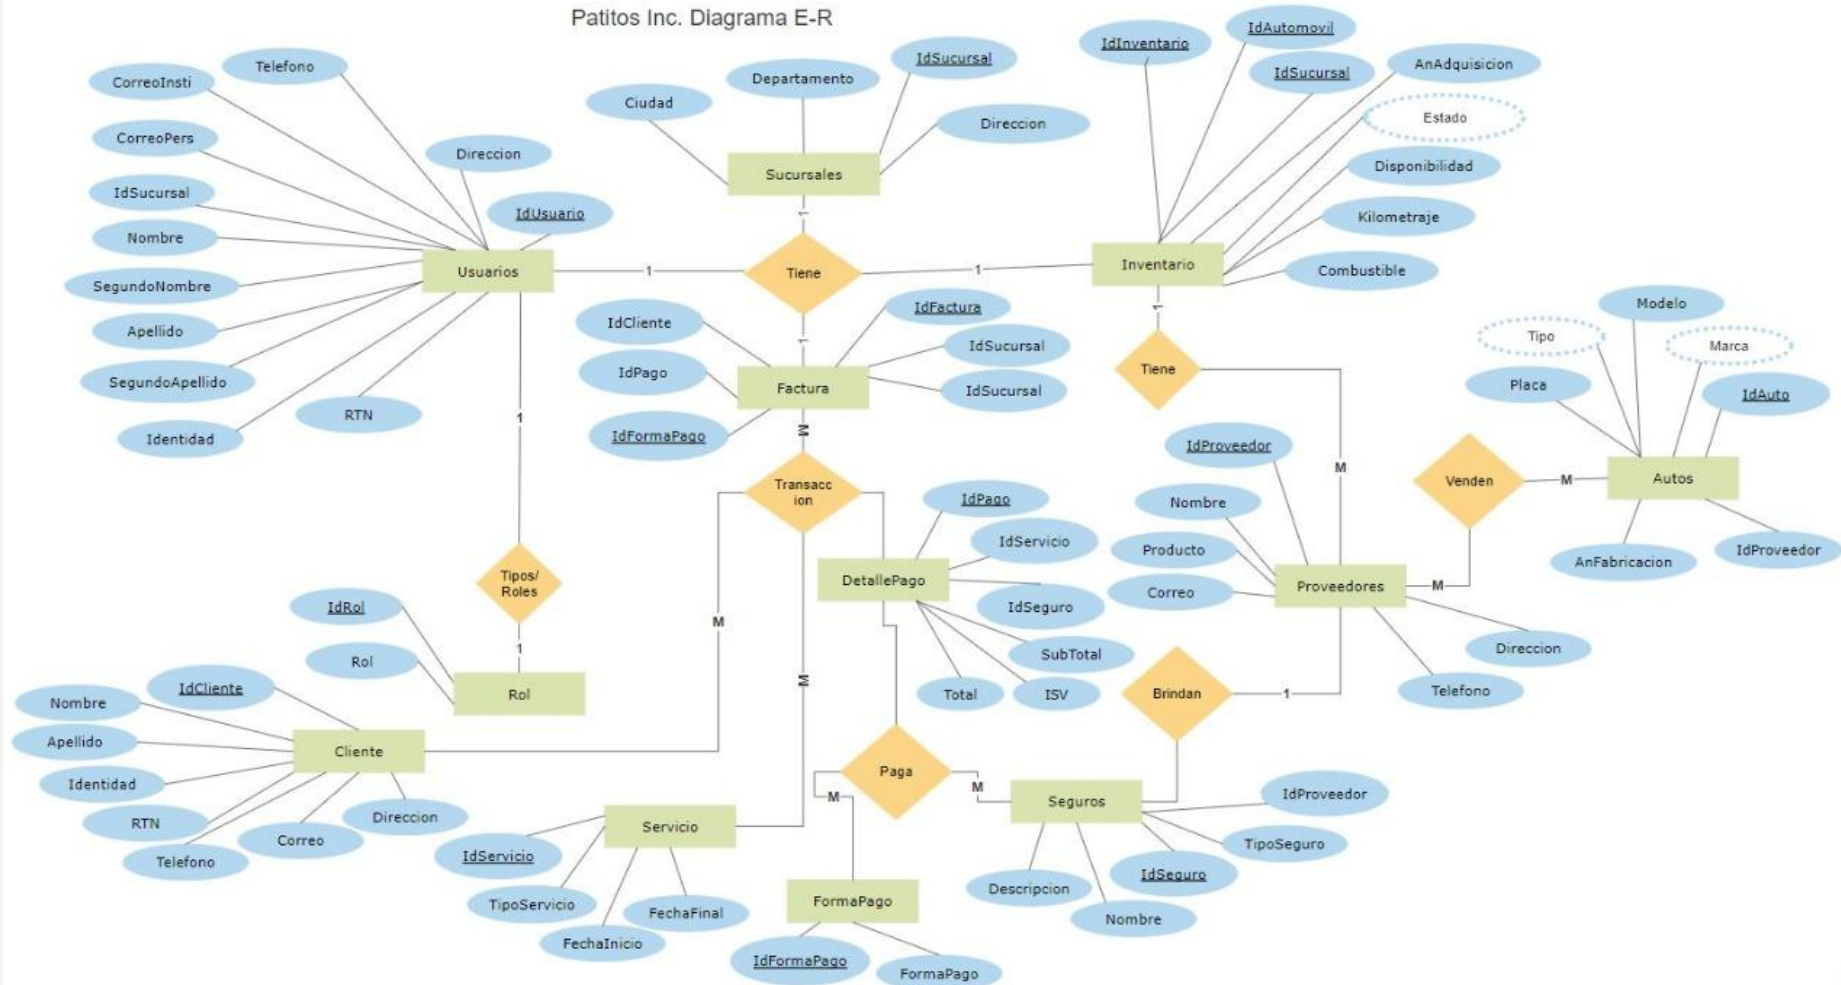 Patitos Inc. Diagrama E-R
CorreoInsti
Telefono
CorreoPers
Direccion
IdSucursal
IdUsuario
Nombre
Usuarios
SegundoNombre
Apellido
SegundoApellido
Identidad
RTN
Ciudad
Departamento
IdSucursal
Direccion
Sucursales
1
Tiene
1
1
1
IdInventario
IdAutomovil
IdSucursal
AnAdquisicion
Estado
Disponibilidad
Kilometraje
Combustible
Inventario
1
Tiene
M
IdCliente
IdFactura
IdPago
IdSucursal
IdSucursal
IdFormaPago
Factura
M
Transacc
ion
M
M
1
Tipos/
Roles
1
IdRol
Rol
Rol
Modelo
Tipo
Marca
Placa
IdAuto
Autos
AnFabricacion
IdProveedor
Venden
M
M
IdProveedor
Nombre
Producto
Correo
Proveedores
Direccion
Telefono
IdPago
IdServicio
DetallePago
IdSeguro
SubTotal
Total
ISV
Brindan
1
Nombre
IdCliente
Apellido
Cliente
Identidad
RTN
Direccion
Correo
Telefono
Servicio
IdServicio
TipoServicio
FechaFinal
FechaInicio
Paga
M
M
Seguros
IdProveedor
TipoSeguro
IdSeguro
Descripcion
Nombre
FormaPago
IdFormaPago
FormaPago